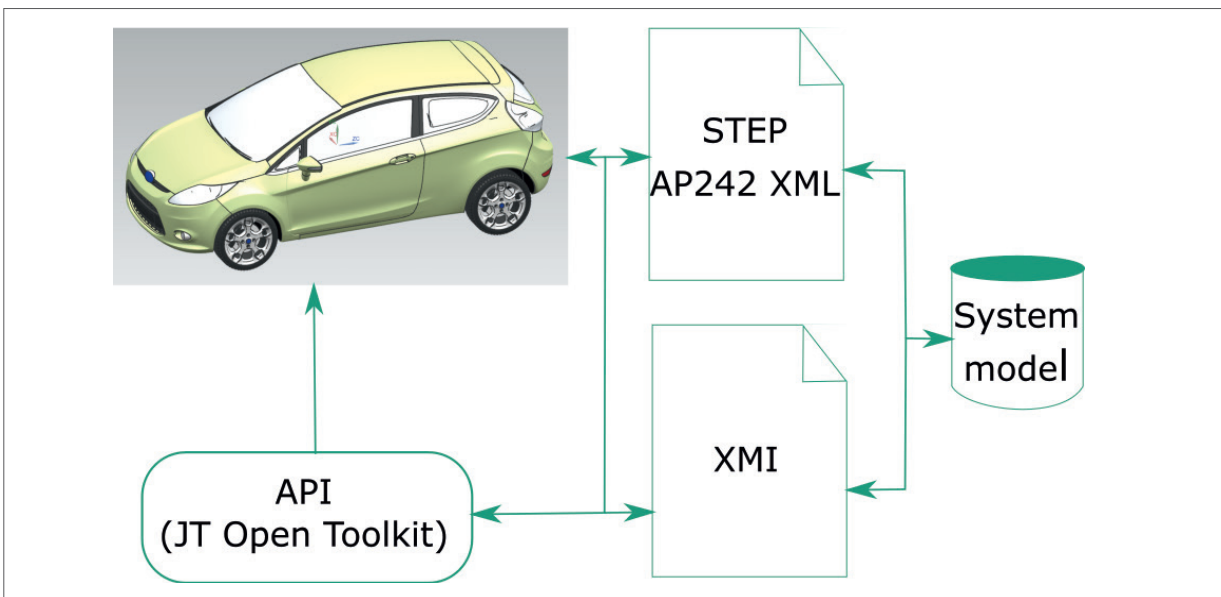 STEP
AP242 XML
System
model
XMI
API
(JT Open Toolkit)